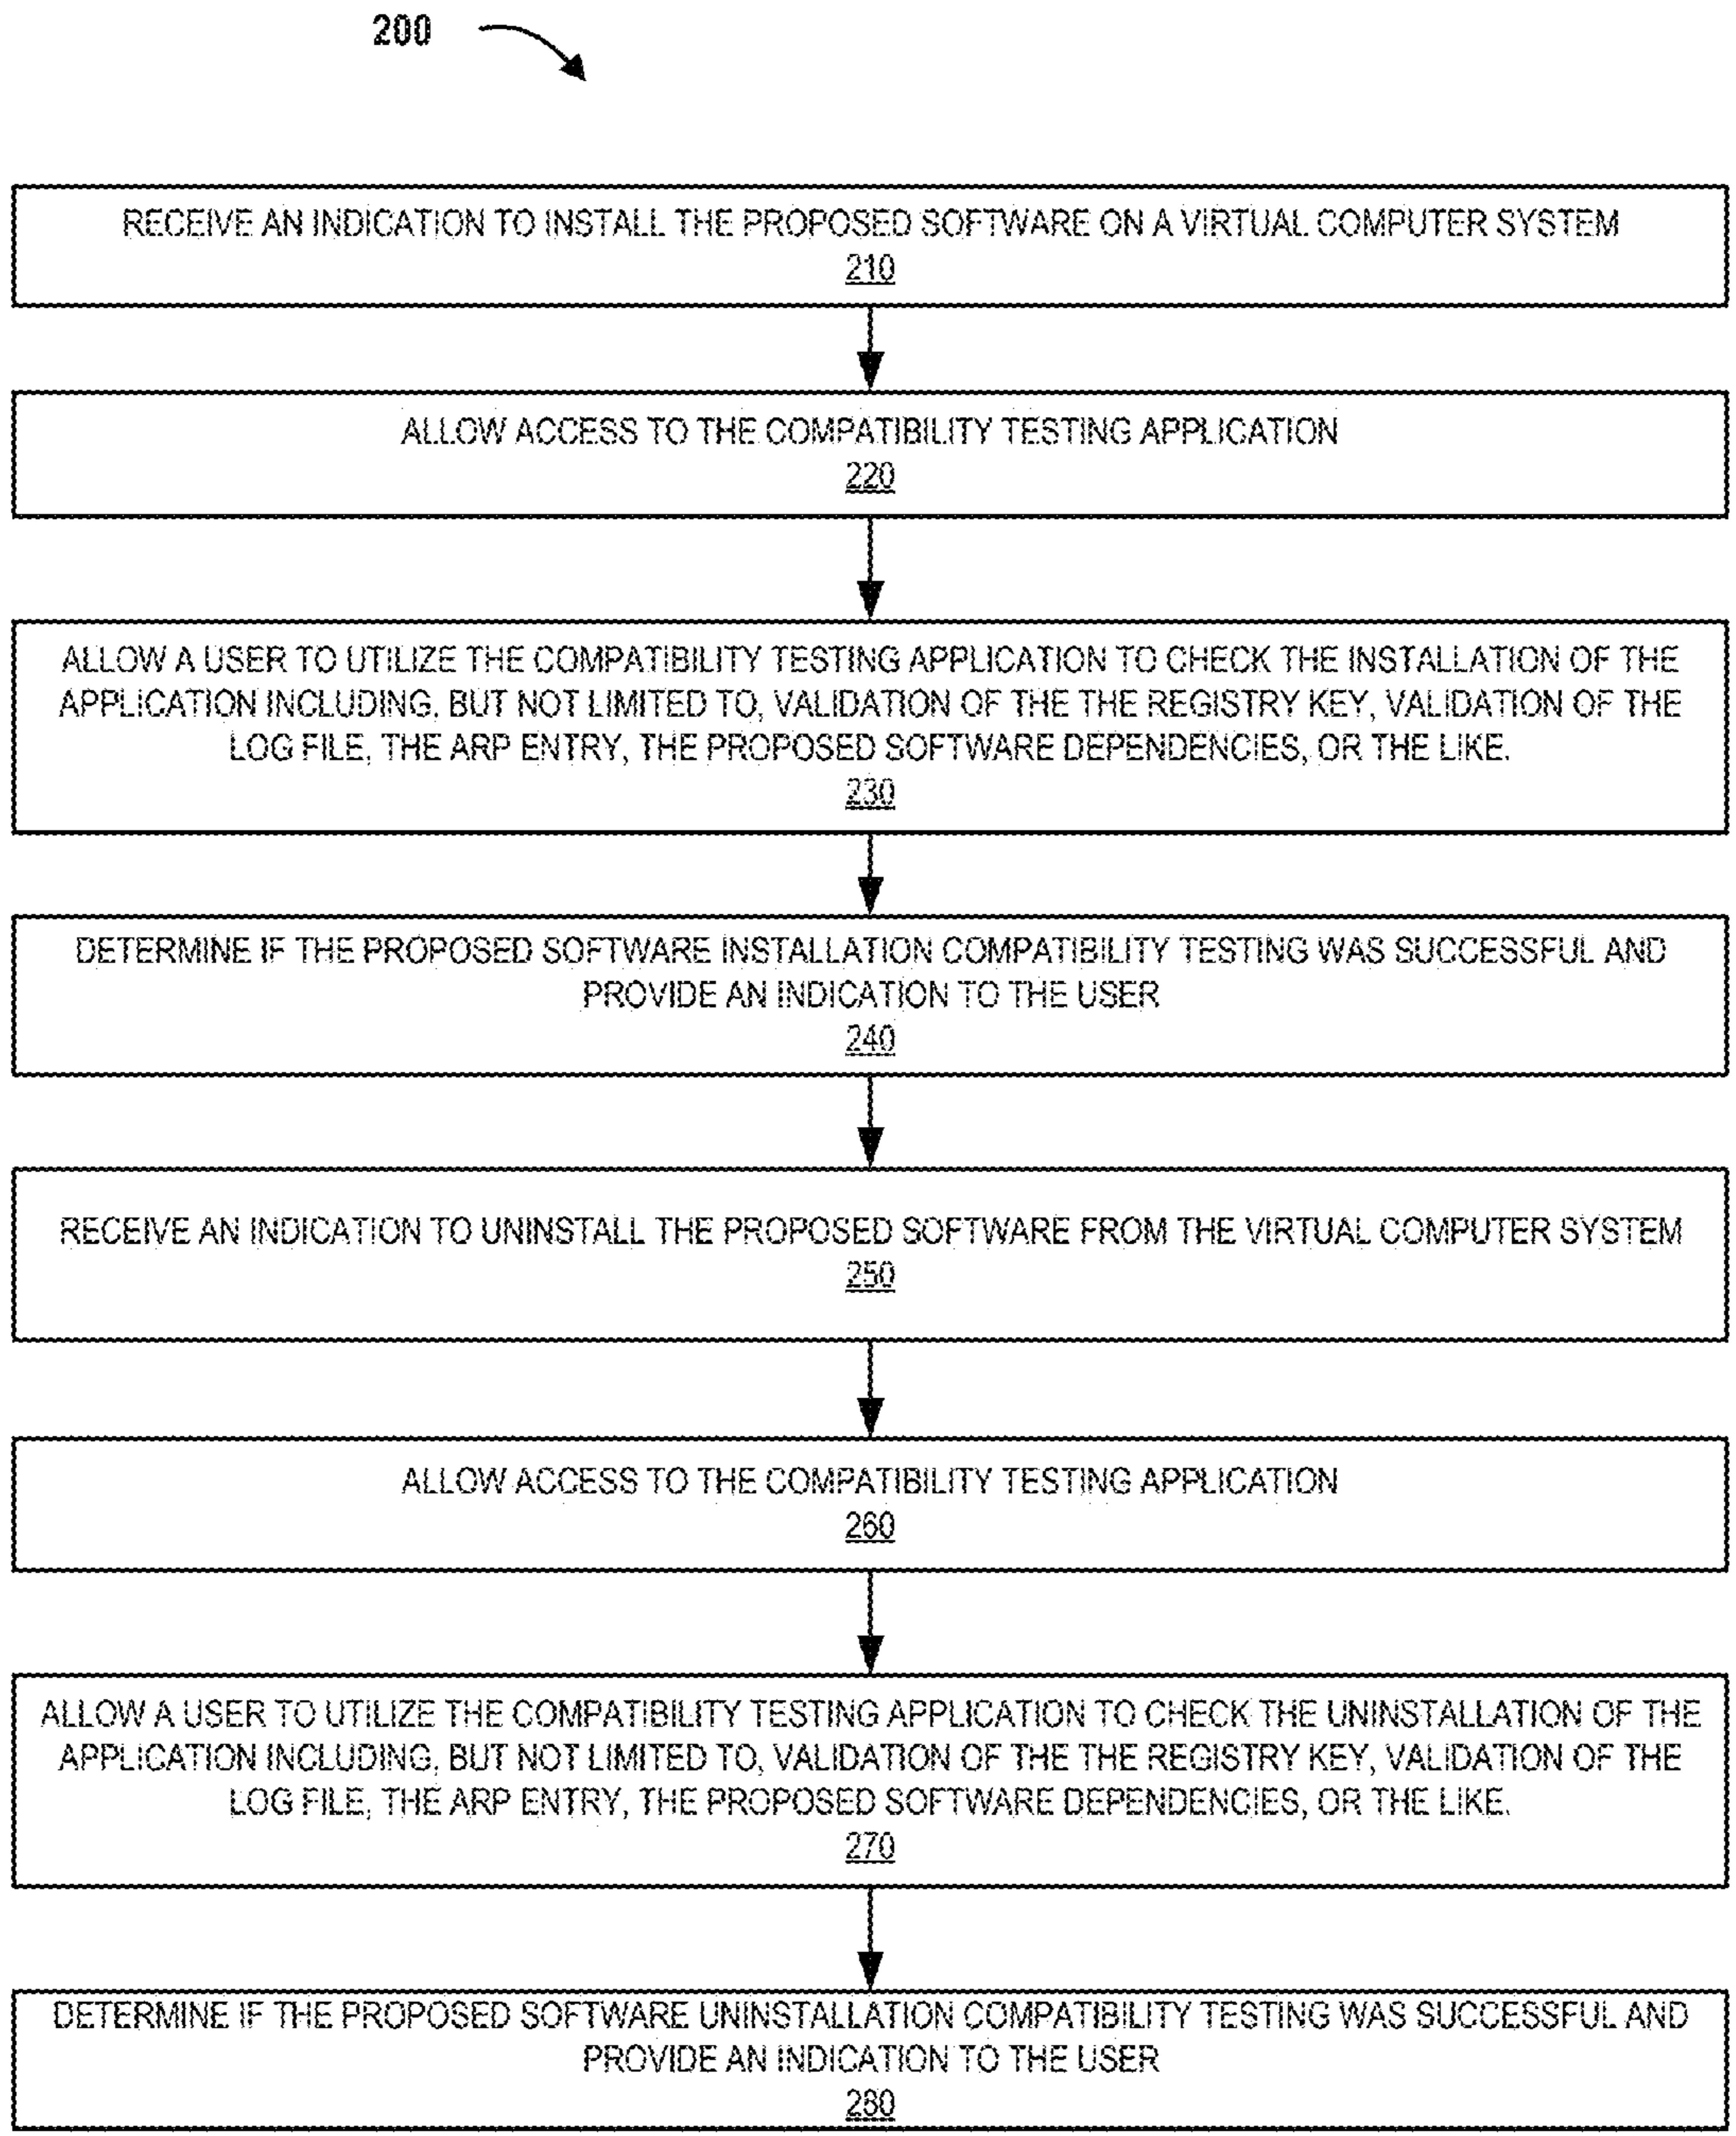 200
RECEIVE AN INDICATION TO INSTALL THE PROPOSED SOFTWARE ON A VIRTUAL COMPUTER SYSTEM
210
ALLOW ACCESS TO THE COMPATIBILITY TESTING APPLICATION
220
ALLOW A USER TO UTILIZE THE COMPATIBILITY TESTING APPLICATION TO CHECK THE INSTALLATION OF THE
APPLICATION INCLUDING, BUT NOT LIMITED TO, VALIDATION OF THE THE REGISTRY KEY, VALIDATION OF THE
LOG FILE, THE ARP ENTRY, THE PROPOSED SOFTWARE DEPENDENCIES, OR THE LIKE.
230
DETERMINE IF THE PROPOSED SOFTWARE INSTALLATION COMPATIBILITY TESTING WAS SUCCESSFUL AND
PROVIDE AN INDICATION TO THE USER
240
RECEIVE AN INDICATION TO UNINSTALL THE PROPOSED SOFTWARE FROM THE VIRTUAL COMPUTER SYSTEM
250
ALLOW ACCESS TO THE COMPATIBILITY TESTING APPLICATION
260
ALLOW A USER TO UTILIZE THE COMPATIBILITY TESTING APPLICATION TO CHECK THE UNINSTALLATION OF THE
APPLICATION INCLUDING, BUT NOT LIMITED TO, VALIDATION OF THE THE REGISTRY KEY, VALIDATION OF THE
LOG FILE, THE ARP ENTRY, THE PROPOSED SOFTWARE DEPENDENCIES, OR THE LIKE.
270
DETERMINE IF THE PROPOSED SOFTWARE UNINSTALLATION COMPATIBILITY TESTING WAS SUCCESSFUL AND
PROVIDE AN INDICATION TO THE USER
280